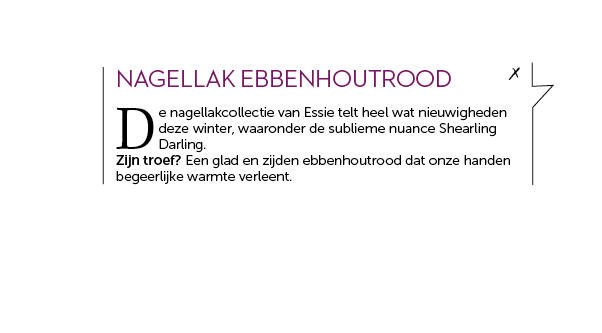 NAGELLAK EBBENHOUTROOD
De nagellakcollectie van Essie telt heel wat nieuwigheden
deze winter, waaronder de sublieme nuance Shearling
Darling.
Zijn troef? Een glad en zijden ebbenhoutrood dat onze handen
begeerlijke warmte verleent.